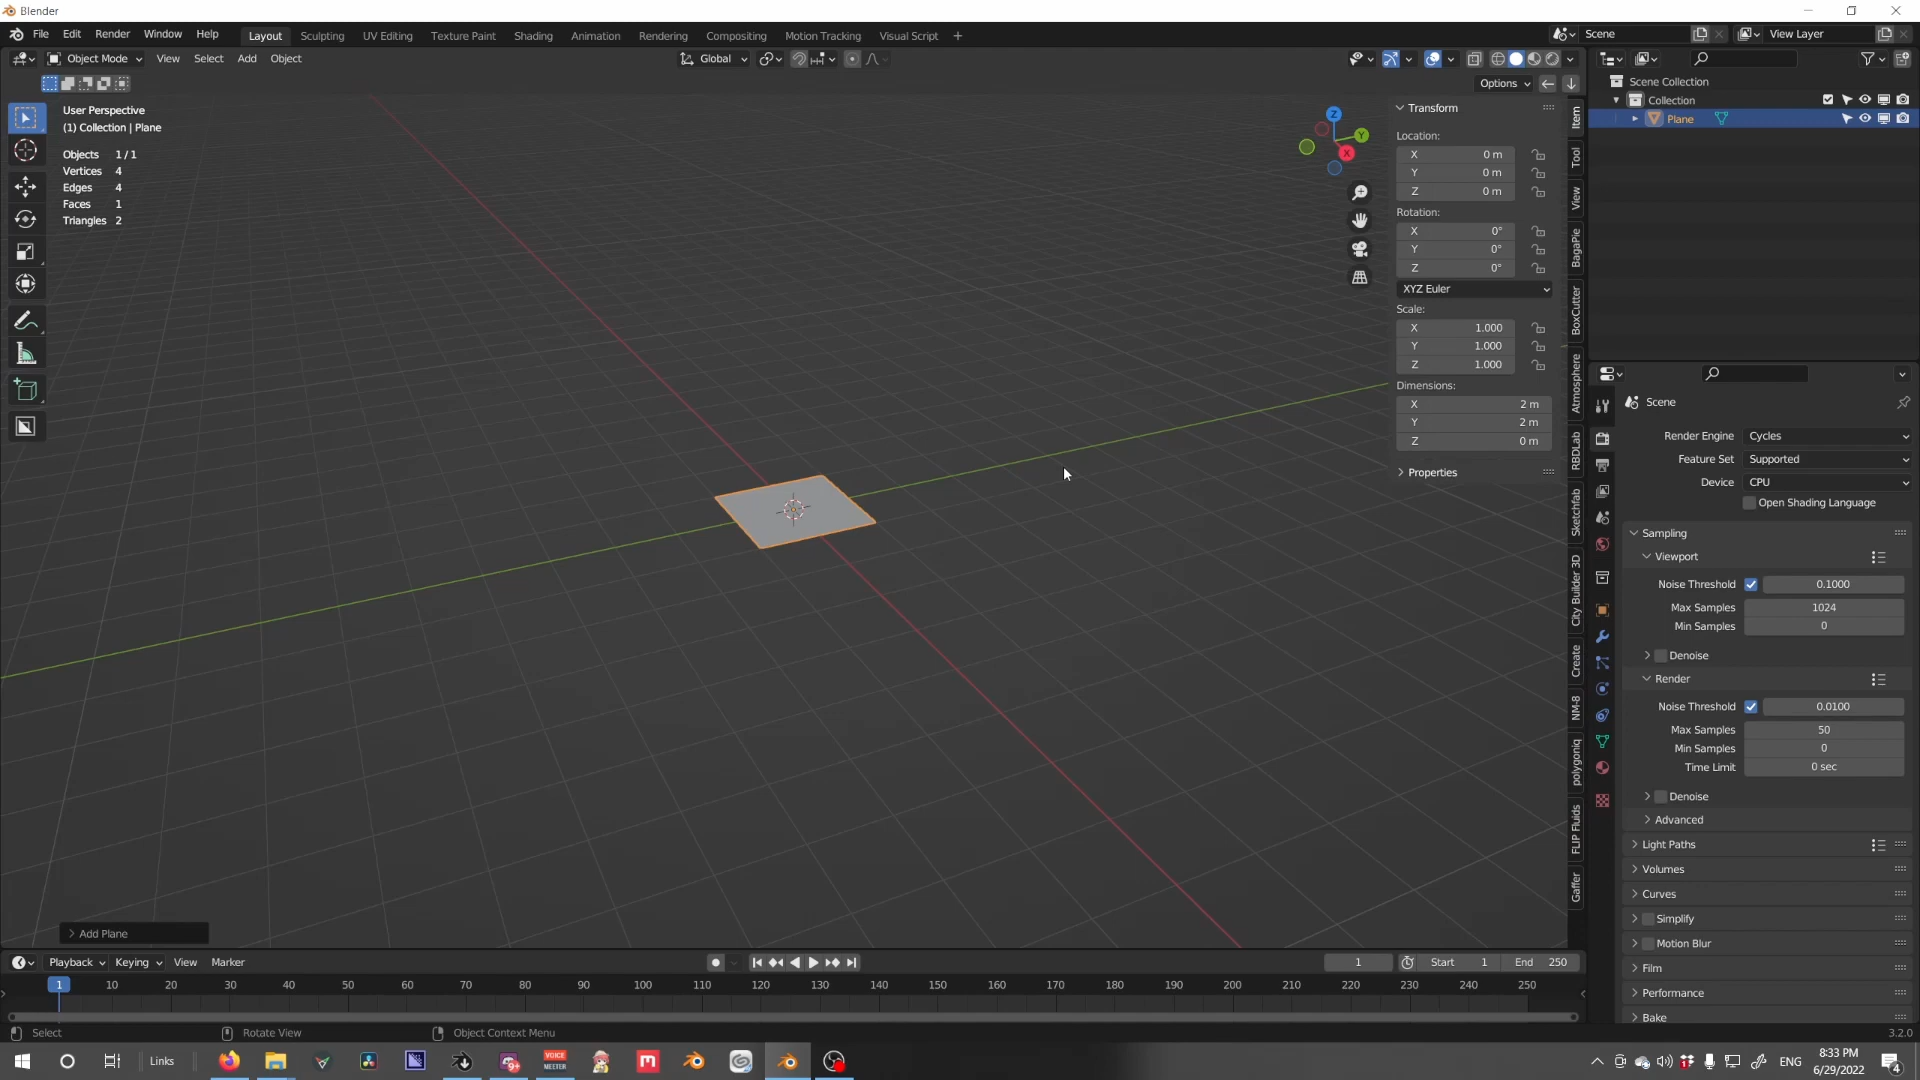 Blender
File Edit Render Window Help Layout Sculpting UV Editing Texture Paint Shading Animation Rendering Compositing Motion Tracking Visual Script + Scene View Layer
Object Mode View Select Add Object Global
Options
User Perspective
(1) Collection | Plane
Objects 1 / 1
Vertices 4
Edges 4
Faces 1
Triangles 2
Z
Y
X
Transform
Location:
X 0 m
Y 0 m
Z 0 m
Rotation:
X 0°
Y 0°
Z 0°
XYZ Euler
Scale:
X 1.000
Y 1.000
Z 1.000
Dimensions:
X 2 m
Y 2 m
Z 0 m
Properties
Item
Tool
View
BagaPie
BoxCutter
Atmosphere
RBDLab
Sketchfab
City Builder 3D
Create
NM-8
polygoniq
FLIP Fluids
Gaffer
Scene Collection
Collection
Plane
Scene
Render Engine Cycles
Feature Set Supported
Device CPU
Open Shading Language
Sampling
Viewport
Noise Threshold 0.1000
Max Samples 1024
Min Samples 0
Denoise
Render
Noise Threshold 0.0100
Max Samples 50
Min Samples 0
Time Limit 0 sec
Denoise
Advanced
Light Paths
Volumes
Curves
Simplify
Motion Blur
Film
Performance
Bake
Add Plane
Playback Keying View Marker 1 Start 1 End 250
1 10 20 30 40 50 60 70 80 90 100 110 120 130 140 150 160 170 180 190 200 210 220 230 240 250
Select Rotate View Object Context Menu 3.2.0
Links 9+ VOICE MEETER ENG 8:33 PM
6/29/2022 4